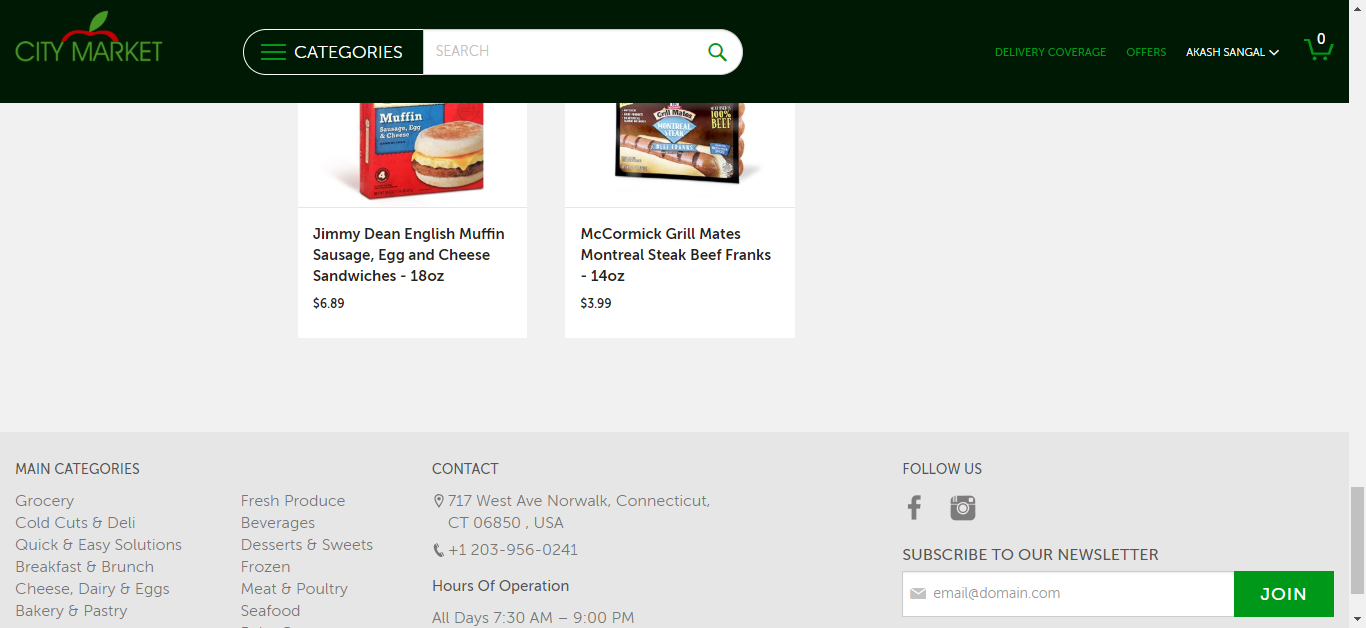 CITY MARKET
CATEGORIES
SEARCH
DELIVERY COVERAGE
OFFERS
AKASH SANGAL
0
Muffin
Sausage, Egg
& Cheese
4
Grill Mates
MONTREAL
STEAK
BEEF FRANKS
100%
BEEF
Jimmy Dean English Muffin
Sausage, Egg and Cheese
Sandwiches - 18oz
$6.89
McCormick Grill Mates
Montreal Steak Beef Franks
- 14oz
$3.99
MAIN CATEGORIES
Grocery
Cold Cuts & Deli
Quick & Easy Solutions
Breakfast & Brunch
Cheese, Dairy & Eggs
Bakery & Pastry
Fresh Produce
Beverages
Desserts & Sweets
Frozen
Meat & Poultry
Seafood
CONTACT
717 West Ave Norwalk, Connecticut,
CT 06850 , USA
+1 203-956-0241
Hours Of Operation
All Days 7:30 AM – 9:00 PM
FOLLOW US
SUBSCRIBE TO OUR NEWSLETTER
email@domain.com
JOIN